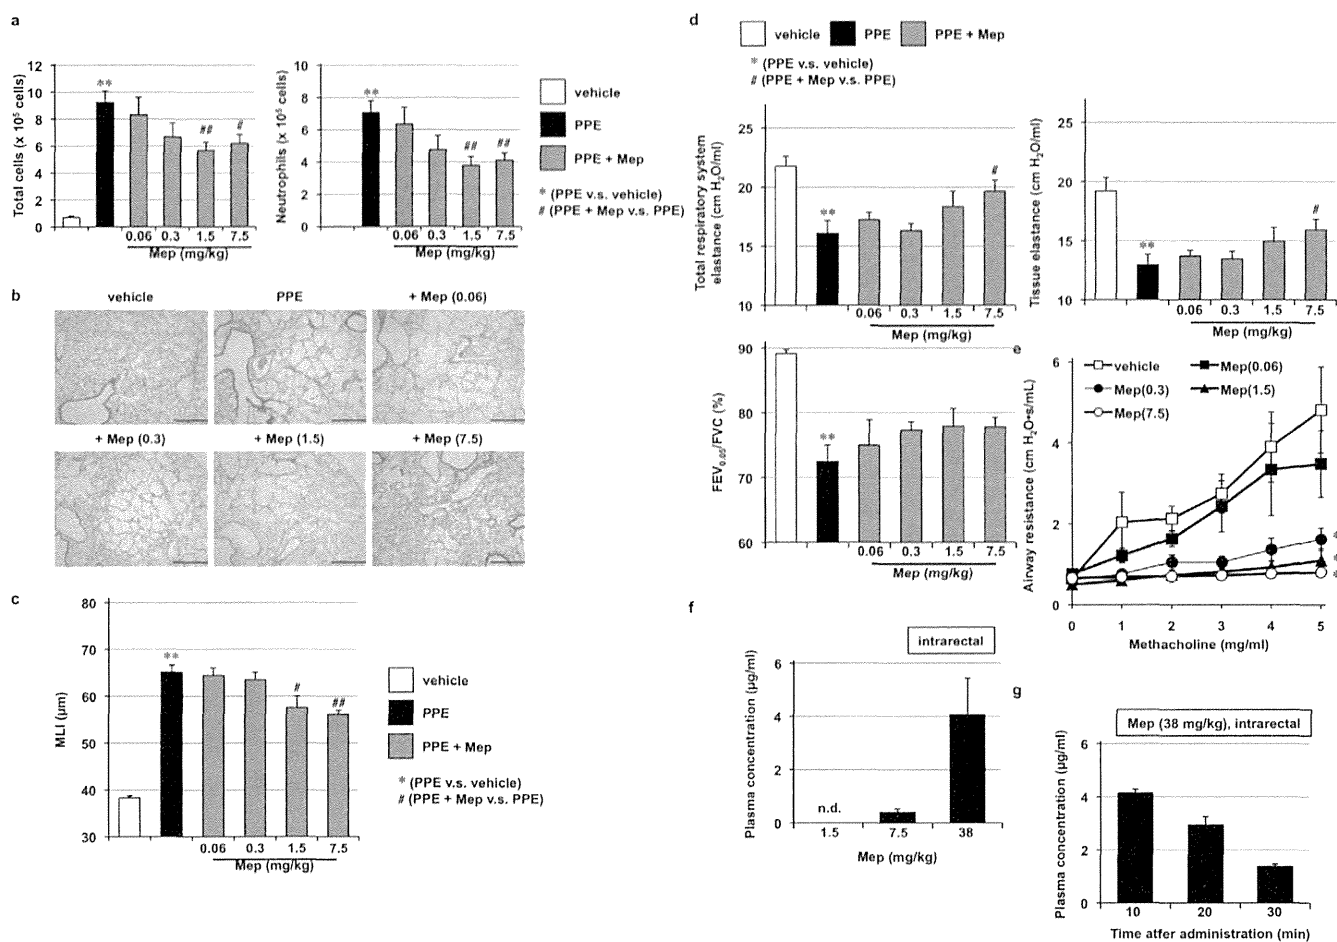 a
Total cells (x 10⁵ cells)
12
10
8
6
4
2
0
**
##
#
0.06 0.3 1.5 7.5
Mep (mg/kg)
Neutrophils (x 10⁵ cells)
10
8
6
4
2
0
**
##
##
0.06 0.3 1.5 7.5
Mep (mg/kg)
vehicle
PPE
PPE + Mep
* (PPE v.s. vehicle)
# (PPE + Mep v.s. PPE)
b
vehicle PPE + Mep (0.06)
+ Mep (0.3) + Mep (1.5) + Mep (7.5)
c
MLI (µm)
80
70
60
50
40
30
**
#
##
0.06 0.3 1.5 7.5
Mep (mg/kg)
vehicle
PPE
PPE + Mep
* (PPE v.s. vehicle)
# (PPE + Mep v.s. PPE)
d
vehicle PPE PPE + Mep
* (PPE v.s. vehicle)
# (PPE + Mep v.s. PPE)
Total respiratory system
elastance (cm H₂O/ml)
25
20
15
10
**
#
0.06 0.3 1.5 7.5
Mep (mg/kg)
Tissue elastance (cm H₂O/ml)
25
20
15
10
**
#
0.06 0.3 1.5 7.5
Mep (mg/kg)
FEV₀.₀₅/FVC (%)
90
80
70
60
**
0.06 0.3 1.5 7.5
Mep (mg/kg)
e
Airway resistance (cm H₂O•s/mL)
6
4
2
0
vehicle Mep(0.06)
Mep(0.3) Mep(1.5)
Mep(7.5)
*
*
*
0 1 2 3 4 5
Methacholine (mg/ml)
f
intrarectal
Plasma concentration (µg/ml)
6
4
2
0
n.d.
1.5 7.5 38
Mep (mg/kg)
g
Mep (38 mg/kg), intrarectal
Plasma concentration (µg/ml)
6
4
2
0
10 20 30
Time atfer administration (min)